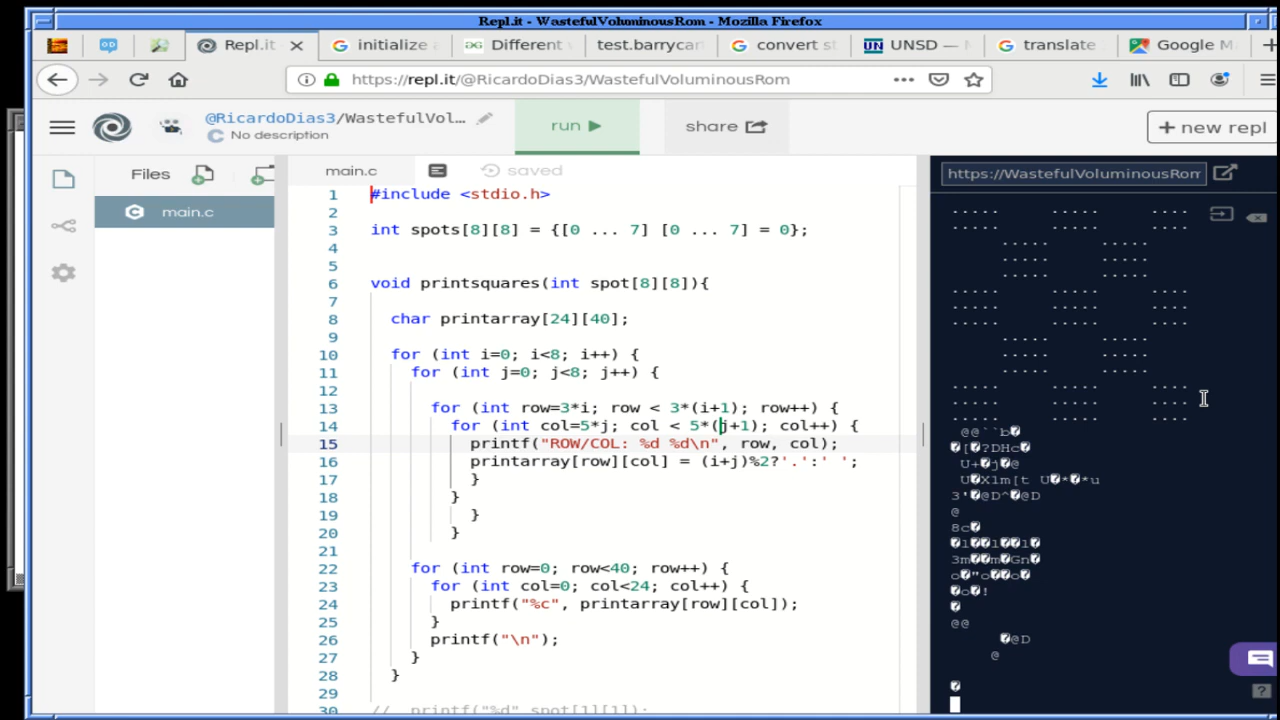 Repl.it - WastefulVoluminousRom - Mozilla Firefox
Repl.it
initialize
Different
test.barrycar
convert st
UNSD —
translate
Google M
https://repl.it/@RicardoDias3/WastefulVoluminousRom
@RicardoDias3/WastefulVol...
No description
run
share
+ new repl
Files
main.c
saved
https://WastefulVoluminousRom
main.c
1 #include <stdio.h>
2
3 int spots[8][8] = {[0 ... 7] [0 ... 7] = 0};
4
5
6 void printsquares(int spot[8][8]){
7
8 char printarray[24][40];
9
10 for (int i=0; i<8; i++) {
11 for (int j=0; j<8; j++) {
12
13 for (int row=3*i; row < 3*(i+1); row++) {
14 for (int col=5*j; col < 5*(j+1); col++) {
15 printf("ROW/COL: %d %d\n", row, col);
16 printarray[row][col] = (i+j)%2?'.':' ';
17 }
18 }
19 }
20 }
21
22 for (int row=0; row<40; row++) {
23 for (int col=0; col<24; col++) {
24 printf("%c", printarray[row][col]);
25 }
26 printf("\n");
27 }
28 }
29
30 // printf("%d" spot[1][1]);